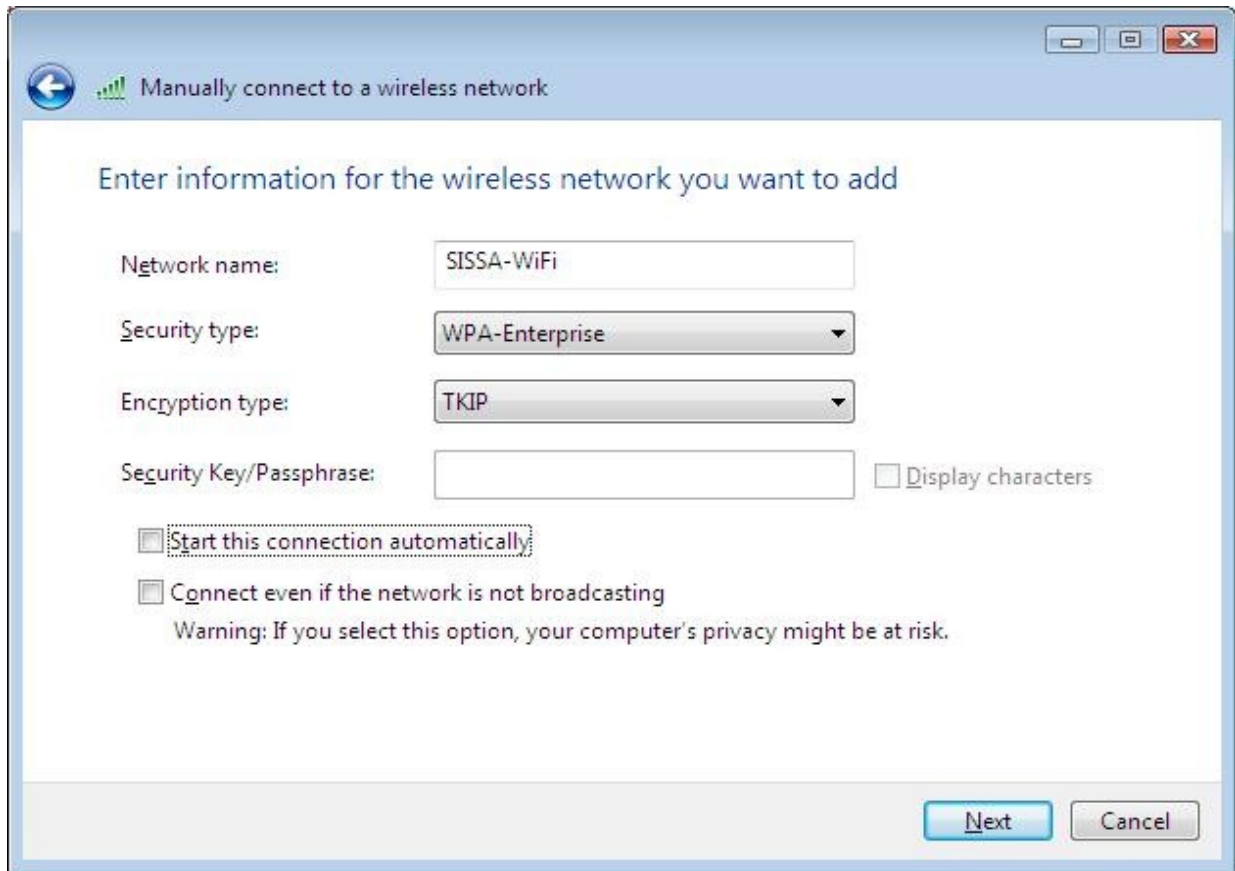 Manually connect to a wireless network
Enter information for the wireless network you want to add
Network name: SISSA-WiFi
Security type: WPA-Enterprise
Encryption type: TKIP
Security Key/Passphrase: Display characters
Start this connection automatically
Connect even if the network is not broadcasting
Warning: If you select this option, your computer's privacy might be at risk.
Next Cancel